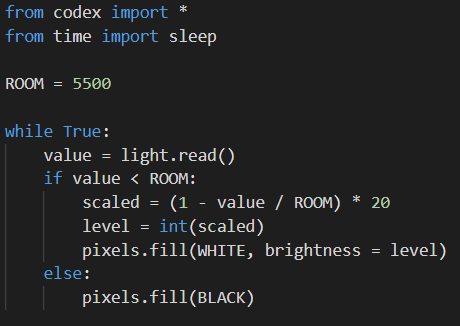 from codex import *
from time import sleep

ROOM = 5500

while True:
    value = light.read()
    if value < ROOM:
        scaled = (1 - value / ROOM) * 20
        level = int(scaled)
        pixels.fill(WHITE, brightness = level)
    else:
        pixels.fill(BLACK)